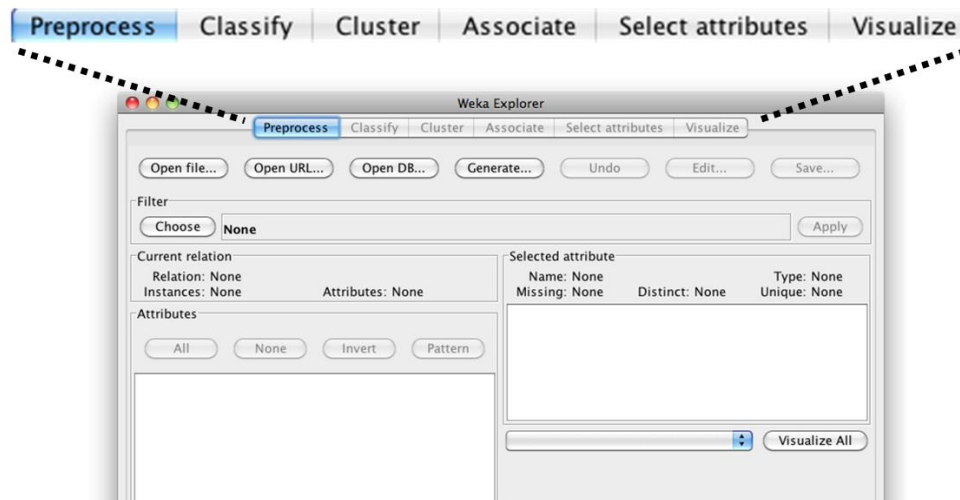 Preprocess Classify Cluster Associate Select attributes Visualize
Weka Explorer
Preprocess Classify Cluster Associate Select attributes Visualize
Open file... Open URL... Open DB... Generate... Undo Edit... Save...
Filter
Choose None Apply
Current relation
Relation: None
Instances: None Attributes: None
Selected attribute
Name: None Type: None
Missing: None Distinct: None Unique: None
Attributes
All None Invert Pattern
Visualize All